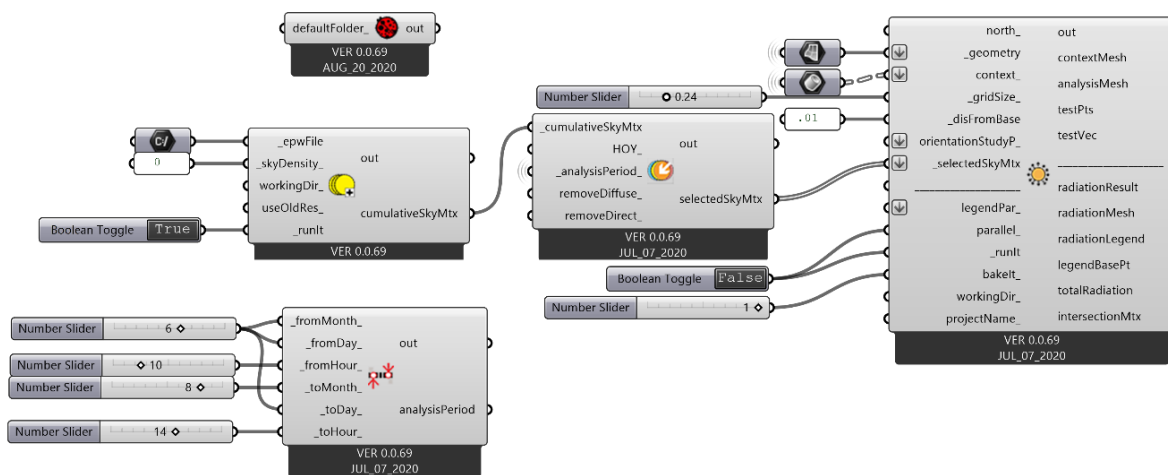 defaultFolder_ out
VER 0.0.69
AUG_20_2020
Number Slider 0.24
.01
C:/
0
_epwFile
_skyDensity_
workingDir_
useOldRes_
_runIt
out
cumulativeSkyMtx
VER 0.0.69
Boolean Toggle True
_cumulativeSkyMtx
HOY_
_analysisPeriod_
removeDiffuse_
removeDirect_
out
selectedSkyMtx
VER 0.0.69
JUL_07_2020
Boolean Toggle False
Number Slider 1
north_
_geometry
context_
_gridSize_
_disFromBase
orientationStudyP_
_selectedSkyMtx
legendPar_
parallel_
_runIt
bakeIt_
workingDir_
projectName_
out
contextMesh
analysisMesh
testPts
testVec
radiationResult
radiationMesh
radiationLegend
legendBasePt
totalRadiation
intersectionMtx
VER 0.0.69
JUL_07_2020
Number Slider 6
Number Slider 10
Number Slider 8
Number Slider 14
_fromMonth_
_fromDay_
_fromHour_
_toMonth_
_toDay_
_toHour_
out
analysisPeriod
VER 0.0.69
JUL_07_2020